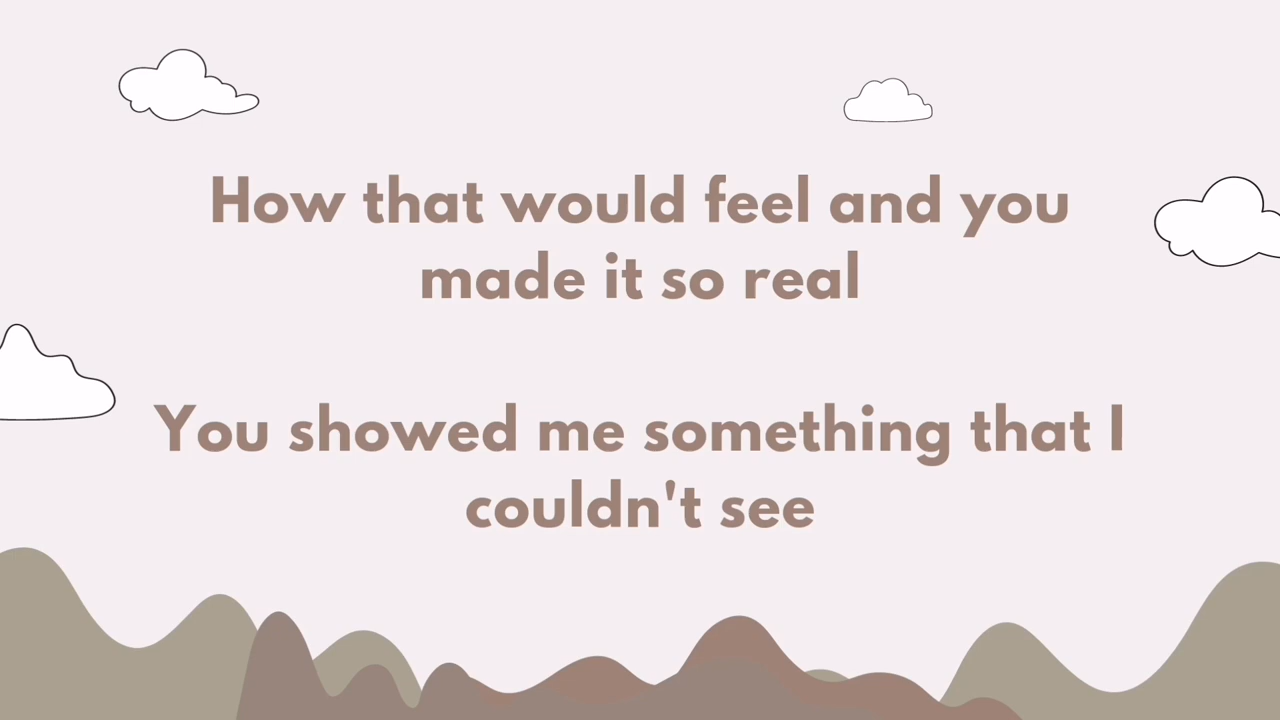 How that would feel and you
made it so real
You showed me something that I
couldn't see